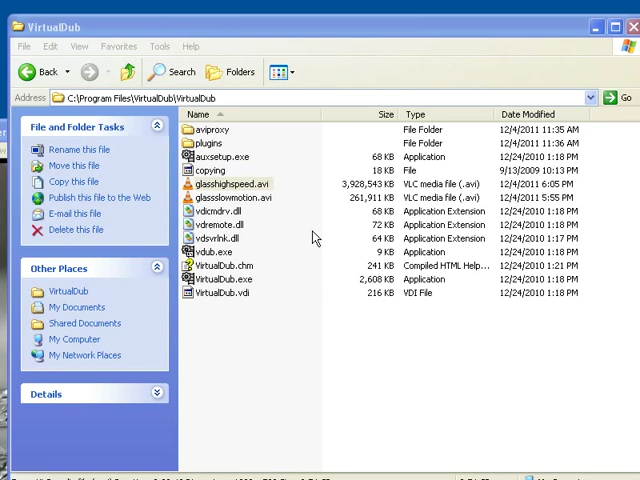 VirtualDub
File Edit View Favorites Tools Help
Back Search Folders
Address C:\Program Files\VirtualDub\VirtualDub Go
File and Folder Tasks
Rename this file
Move this file
Copy this file
Publish this file to the Web
E-mail this file
Delete this file
Other Places
VirtualDub
My Documents
Shared Documents
My Computer
My Network Places
Details
Name Size Type Date Modified
aviproxy File Folder 12/4/2011 11:35 AM
plugins File Folder 12/4/2011 11:36 AM
auxsetup.exe 68 KB Application 12/24/2010 1:18 PM
copying 18 KB File 9/13/2009 10:13 PM
glasshighspeed.avi 3,928,543 KB VLC media file (.avi) 12/4/2011 6:05 PM
glassslowmotion.avi 261,911 KB VLC media file (.avi) 12/4/2011 5:55 PM
vdicmdrv.dll 68 KB Application Extension 12/24/2010 1:18 PM
vdremote.dll 72 KB Application Extension 12/24/2010 1:18 PM
vdsvrlnk.dll 64 KB Application Extension 12/24/2010 1:17 PM
vdub.exe 9 KB Application 12/24/2010 1:18 PM
VirtualDub.chm 241 KB Compiled HTML Help... 12/24/2010 1:21 PM
VirtualDub.exe 2,608 KB Application 12/24/2010 1:18 PM
VirtualDub.vdi 216 KB VDI File 12/24/2010 1:18 PM